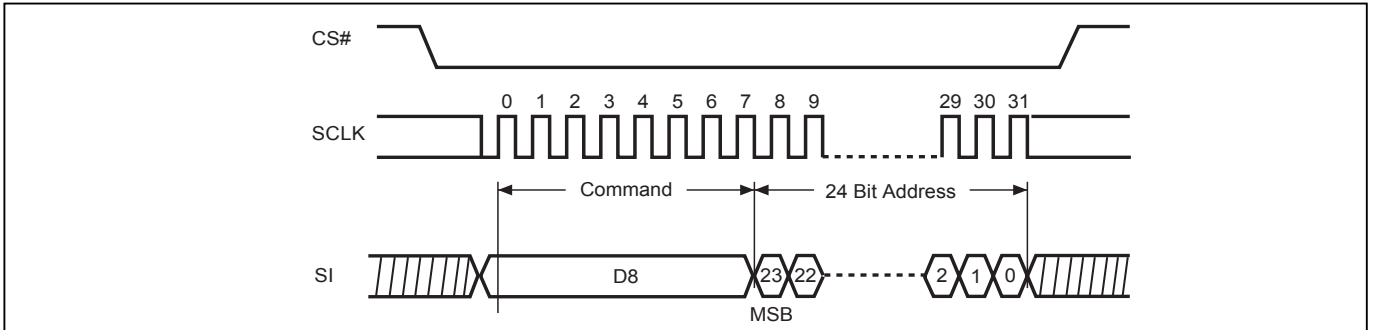 CS#
0 1 2 3 4 5 6 7 8 9 29 30 31
SCLK
Command 24 Bit Address
SI D8 23 22 2 1 0
MSB